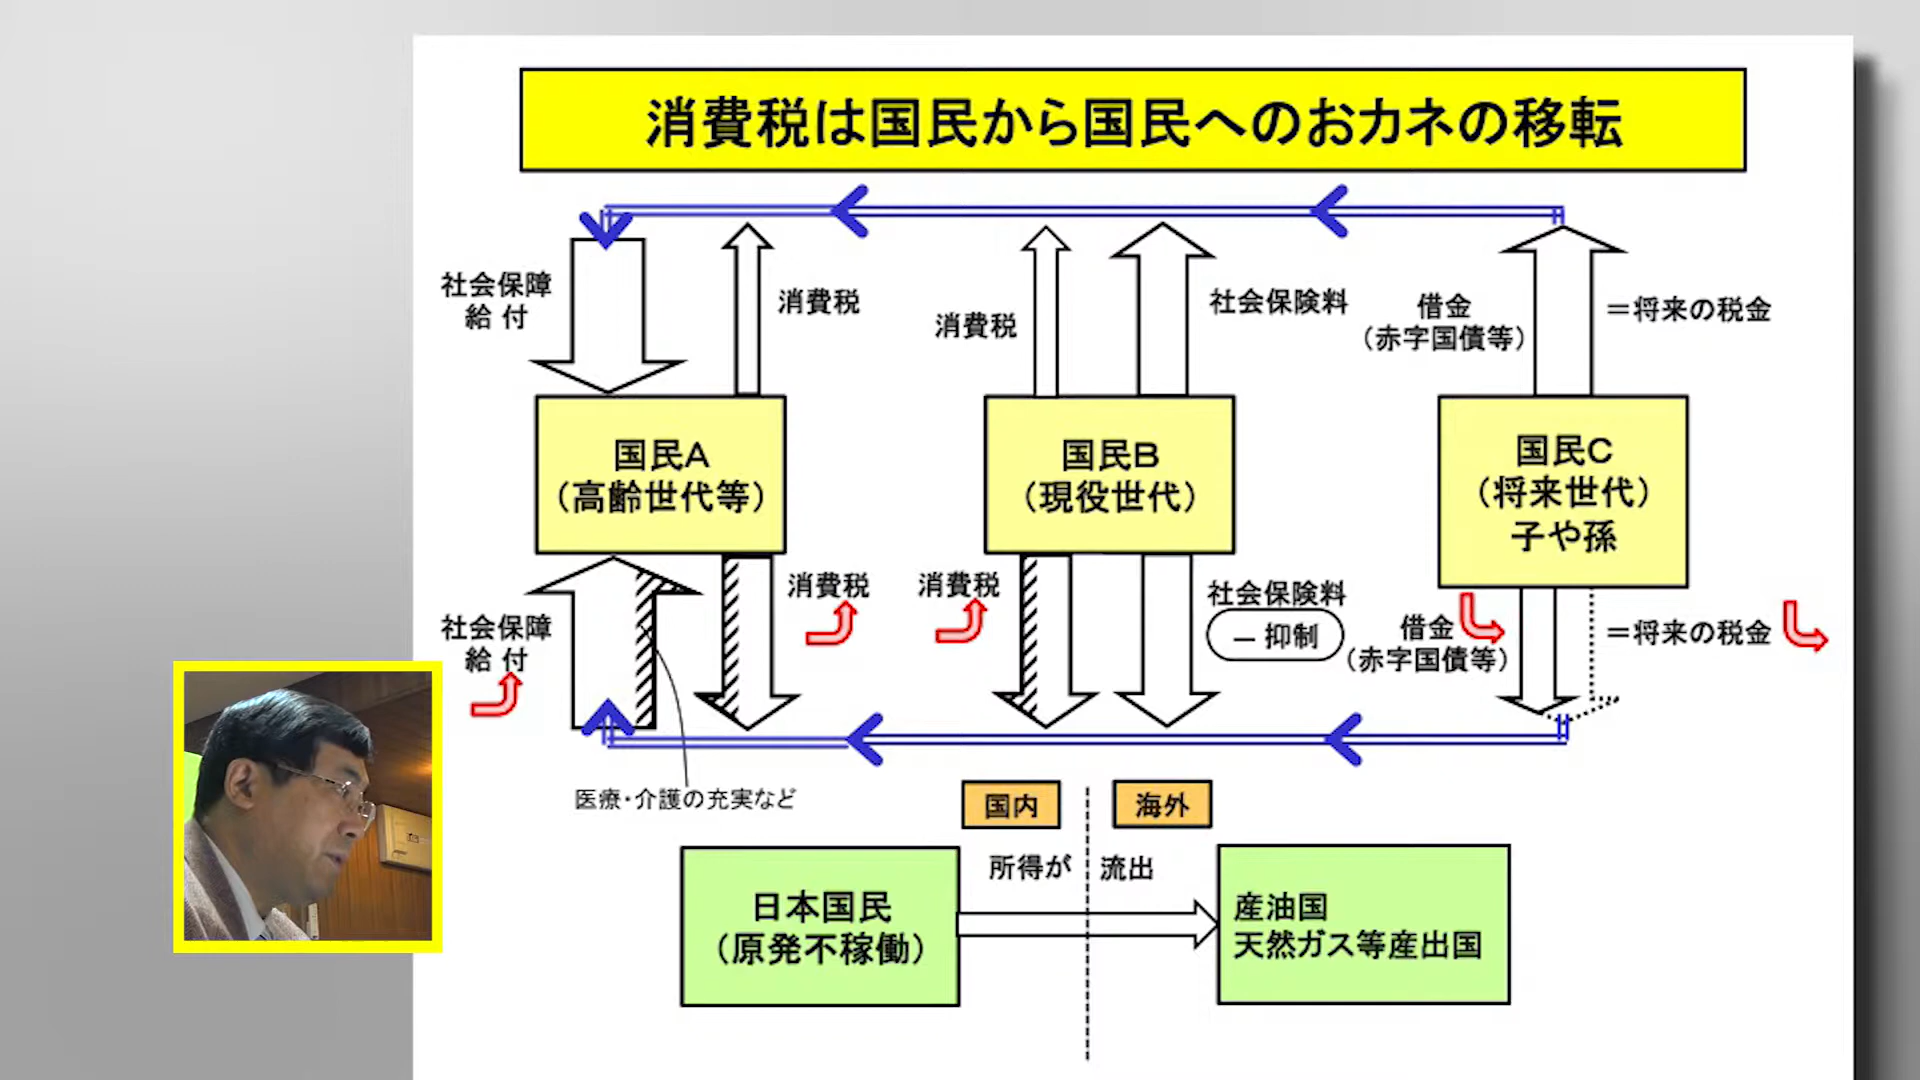 消費税は国民から国民へのおカネの移転
社会保障
給 付
消費税
消費税
社会保険料
借金
（赤字国債等）
＝将来の税金
国民A
（高齢世代等）
国民B
（現役世代）
国民C
（将来世代）
子や孫
社会保障
給 付
消費税
消費税
社会保険料
－ 抑制
借金
（赤字国債等）
＝将来の税金
医療・介護の充実など
国内
海外
所得が
流出
日本国民
（原発不稼働）
産油国
天然ガス等産出国